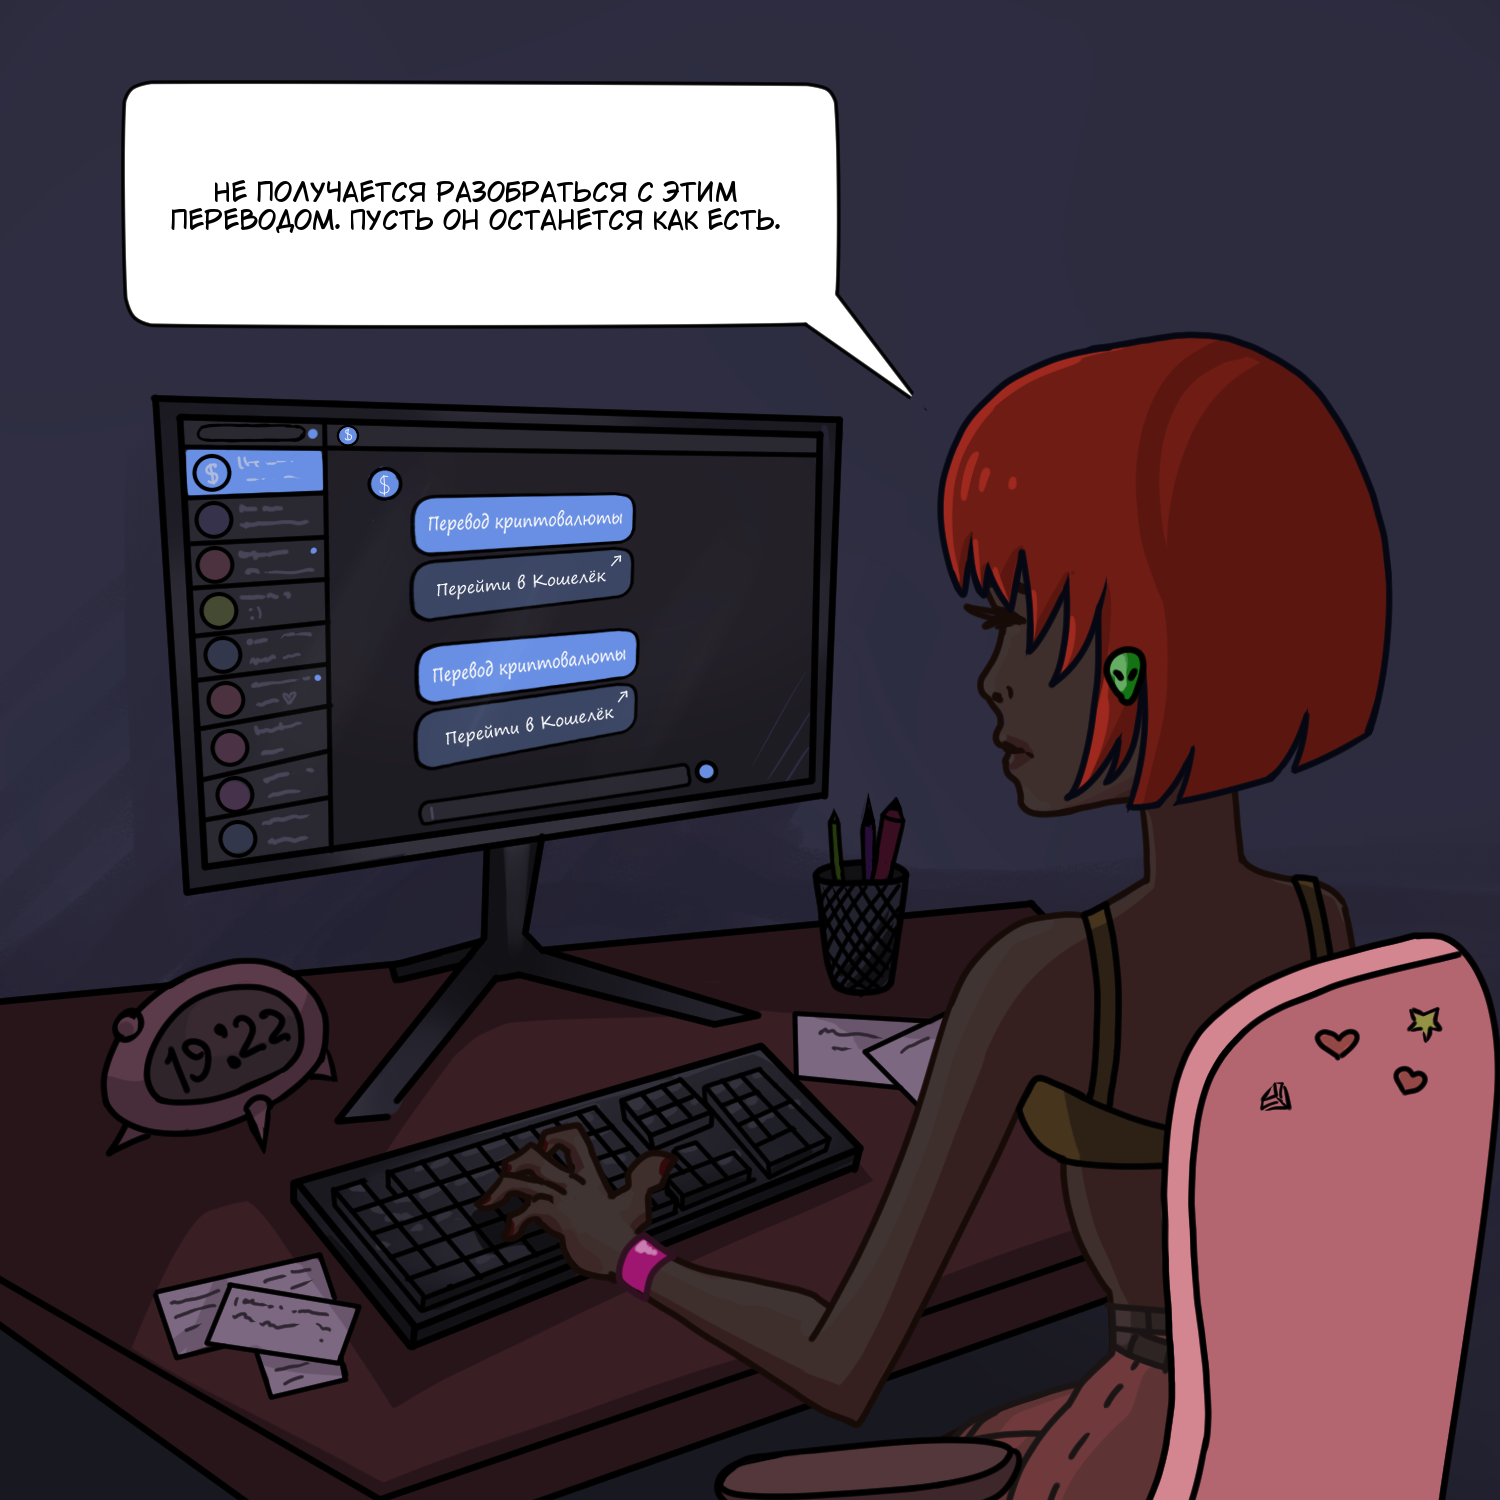 НЕ ПОЛУЧАЕТСЯ РАЗОБРАТЬСЯ С ЭТИМ
ПЕРЕВОДОМ. ПУСТЬ ОН ОСТАНЕТСЯ КАК ЕСТЬ.
$
$
$
:)
Перевод криптовалюты
Перейти в Кошелёк
Перевод криптовалюты
Перейти в Кошелёк
19:22